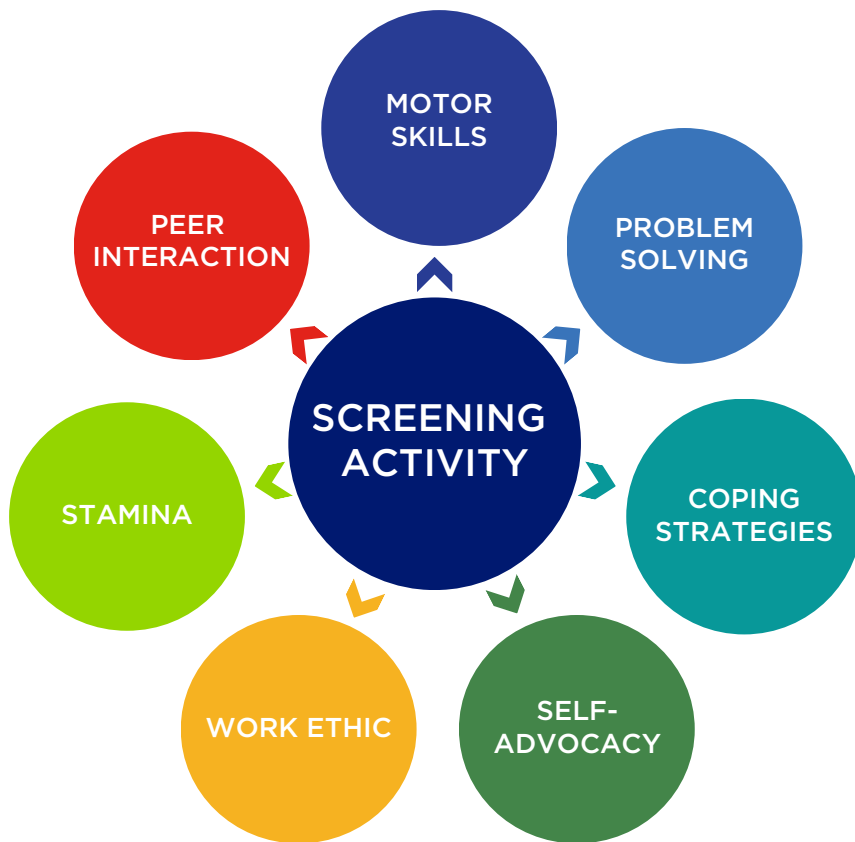 MOTOR
SKILLS
PEER
INTERACTION
PROBLEM
SOLVING
SCREENING
ACTIVITY
STAMINA
COPING
STRATEGIES
WORK ETHIC
SELF-
ADVOCACY